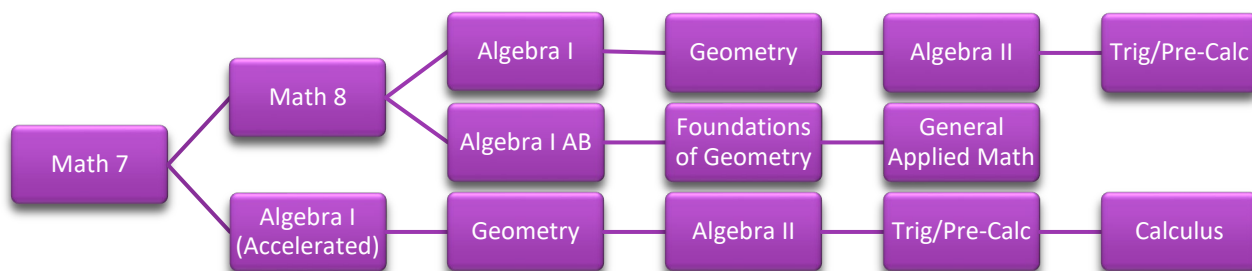 Algebra I
Geometry
Algebra II
Trig/Pre-Calc
Math 8
Math 7
Algebra I AB
Foundations
of Geometry
General
Applied Math
Algebra I
(Accelerated)
Geometry
Algebra II
Trig/Pre-Calc
Calculus